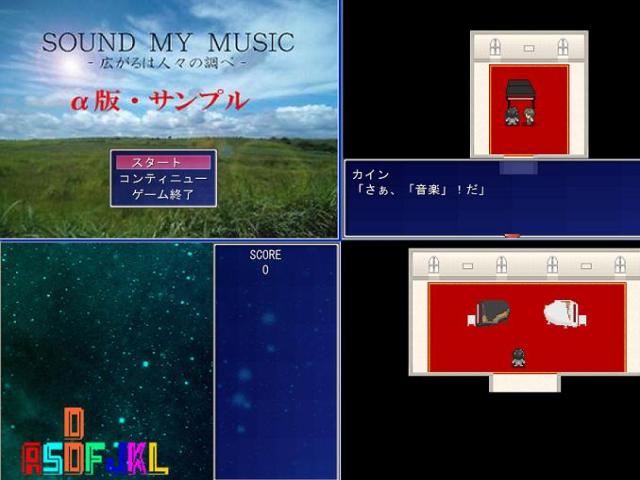 SOUND MY MUSIC
- 広がるは人々の調べ -
α版・サンプル
スタート
コンティニュー
ゲーム終了
カイン
「さぁ、「音楽」！だ」
SCORE
0
D
ASDFJKL